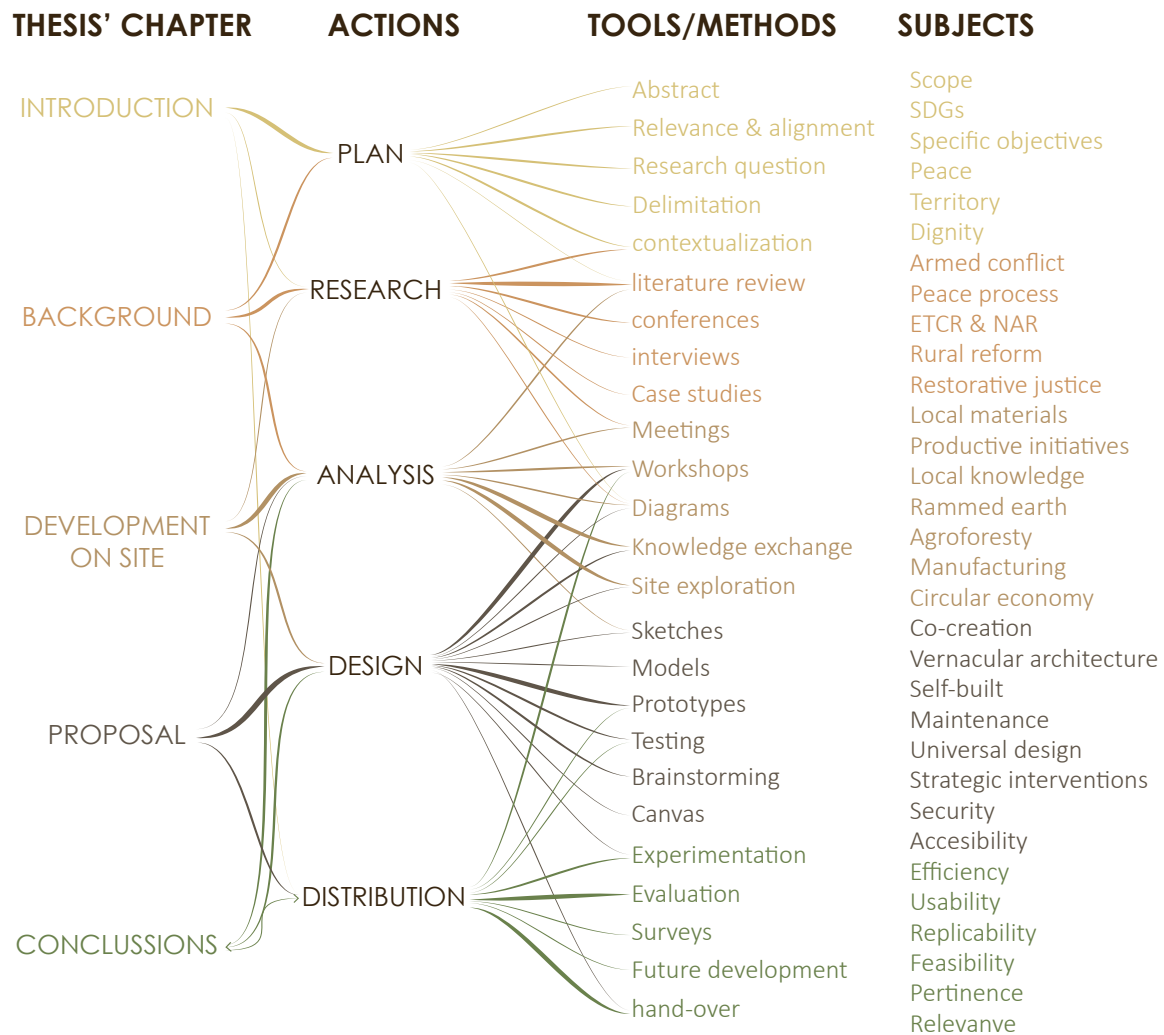 THESIS' CHAPTER
ACTIONS
TOOLS/METHODS
SUBJECTS
INTRODUCTION
BACKGROUND
DEVELOPMENT
ON SITE
PROPOSAL
CONCLUSSIONS
PLAN
RESEARCH
ANALYSIS
DESIGN
DISTRIBUTION
Abstract
Relevance & alignment
Research question
Delimitation
contextualization
literature review
conferences
interviews
Case studies
Meetings
Workshops
Diagrams
Knowledge exchange
Site exploration
Sketches
Models
Prototypes
Testing
Brainstorming
Canvas
Experimentation
Evaluation
Surveys
Future development
hand-over
Scope
SDGs
Specific objectives
Peace
Territory
Dignity
Armed conflict
Peace process
ETCR & NAR
Rural reform
Restorative justice
Local materials
Productive initiatives
Local knowledge
Rammed earth
Agroforesty
Manufacturing
Circular economy
Co-creation
Vernacular architecture
Self-built
Maintenance
Universal design
Strategic interventions
Security
Accesibility
Efficiency
Usability
Replicability
Feasibility
Pertinence
Relevanve